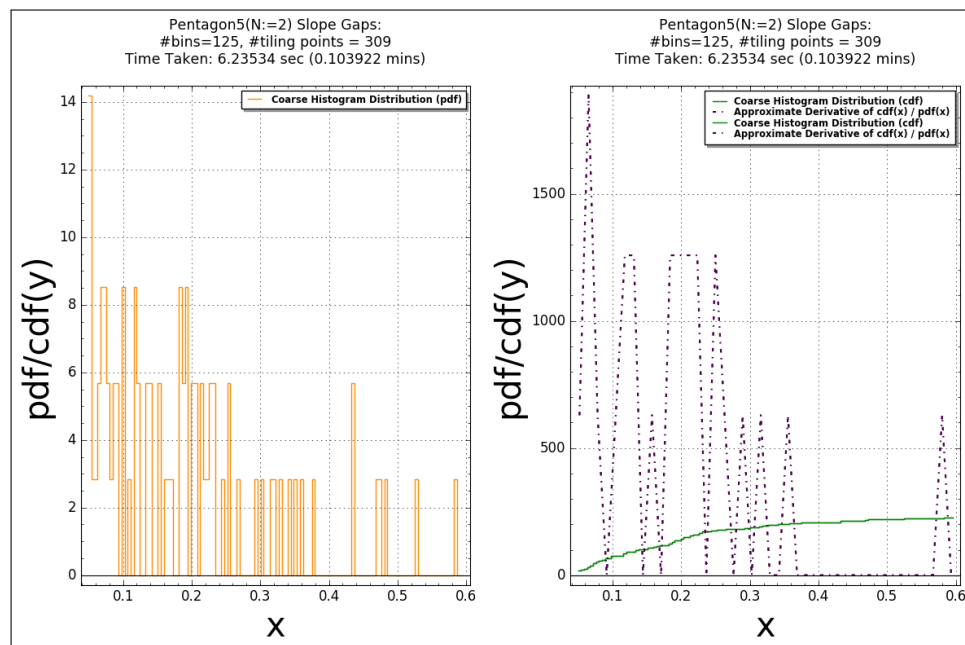 Pentagon5(N:=2) Slope Gaps:
#bins=125, #tiling points = 309
Time Taken: 6.23534 sec (0.103922 mins)
Coarse Histogram Distribution (pdf)
14
12
10
8
6
4
2
0
0.1 0.2 0.3 0.4 0.5 0.6
pdf/cdf(y)
x
Pentagon5(N:=2) Slope Gaps:
#bins=125, #tiling points = 309
Time Taken: 6.23534 sec (0.103922 mins)
Coarse Histogram Distribution (cdf)
Approximate Derivative of cdf(x) / pdf(x)
Coarse Histogram Distribution (cdf)
Approximate Derivative of cdf(x) / pdf(x)
1500
1000
500
0
0.1 0.2 0.3 0.4 0.5 0.6
pdf/cdf(y)
x